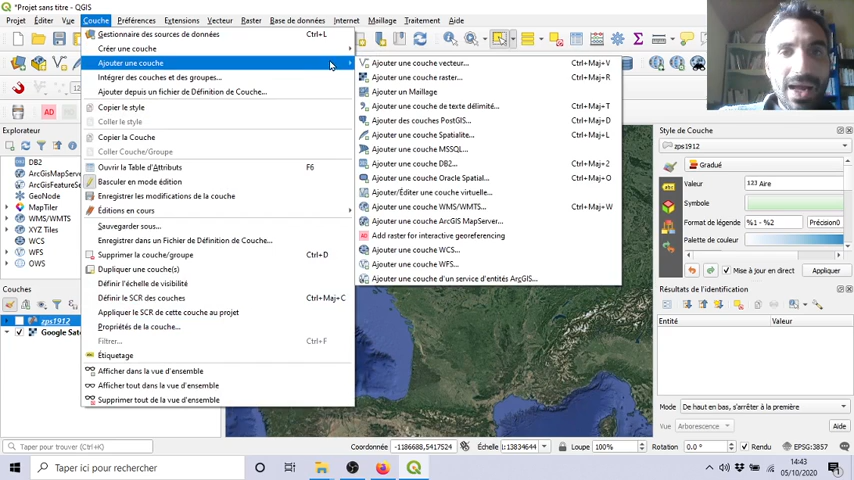 *Projet sans titre — QGIS
Projet Éditer Vue Couche Préférences Extensions Vecteur Raster Base de données Internet Maillage Traitement Aide
Gestionnaire des sources de données Ctrl+L
Créer une couche
Ajouter une couche
Intégrer des couches et des groupes...
Ajouter depuis un fichier de Définition de Couche...
Copier le style
Coller le style
Copier la Couche
Coller Couche/Groupe
Ouvrir la Table d'Attributs F6
Basculer en mode édition
Enregistrer les modifications de la couche
Éditions en cours
Sauvegarder sous...
Enregistrer dans un Fichier de Définition de Couche...
Supprimer la couche/groupe Ctrl+D
Dupliquer une couche(s)
Définir l'échelle de visibilité
Définir le SCR des couches Ctrl+Maj+C
Appliquer le SCR de cette couche au projet
Propriétés de la couche...
Filtrer... Ctrl+F
Étiquetage
Afficher dans la vue d'ensemble
Afficher tout dans la vue d'ensemble
Supprimer tout de la vue d'ensemble
Ajouter une couche vecteur... Ctrl+Maj+V
Ajouter une couche raster... Ctrl+Maj+R
Ajouter un Maillage
Ajouter une couche de texte délimité... Ctrl+Maj+T
Ajouter des couches PostGIS... Ctrl+Maj+D
Ajouter une couche Spatialite... Ctrl+Maj+L
Ajouter une couche MSSQL...
Ajouter une couche DB2... Ctrl+Maj+2
Ajouter une couche Oracle Spatial... Ctrl+Maj+O
Ajouter/Éditer une couche virtuelle...
Ajouter une couche WMS/WMTS... Ctrl+Maj+W
Ajouter une couche ArcGIS MapServer...
AD Add raster for interactive georeferencing
Ajouter une couche WCS...
Ajouter une couche WFS...
Ajouter une couche d'un service d'entités ArcGIS...
AD
Explorateur
DB2
ArcGisMapServer
ArcGisFeatureSe
GeoNode
MapTiler
WMS/WMTS
XYZ Tiles
WCS
WFS
OWS
Couches
zps1912
Google Sat
Style de Couche
zps1912
abc
Gradué
Valeur 123 Aire
Symbole
Format de légende %1 - %2 Précision0
Palette de couleur
Mise à jour en direct Appliquer
Résultats de l'identification
Entité Valeur
Mode De haut en bas, s'arrêter à la première
Vue Arborescence Aide
Taper pour trouver (Ctrl+K) Coordonnée -1186688,5417524 Échelle 1:13834644 Loupe 100% Rotation 0.0 ° Rendu EPSG:3857
Taper ici pour rechercher
14:43
05/10/2020